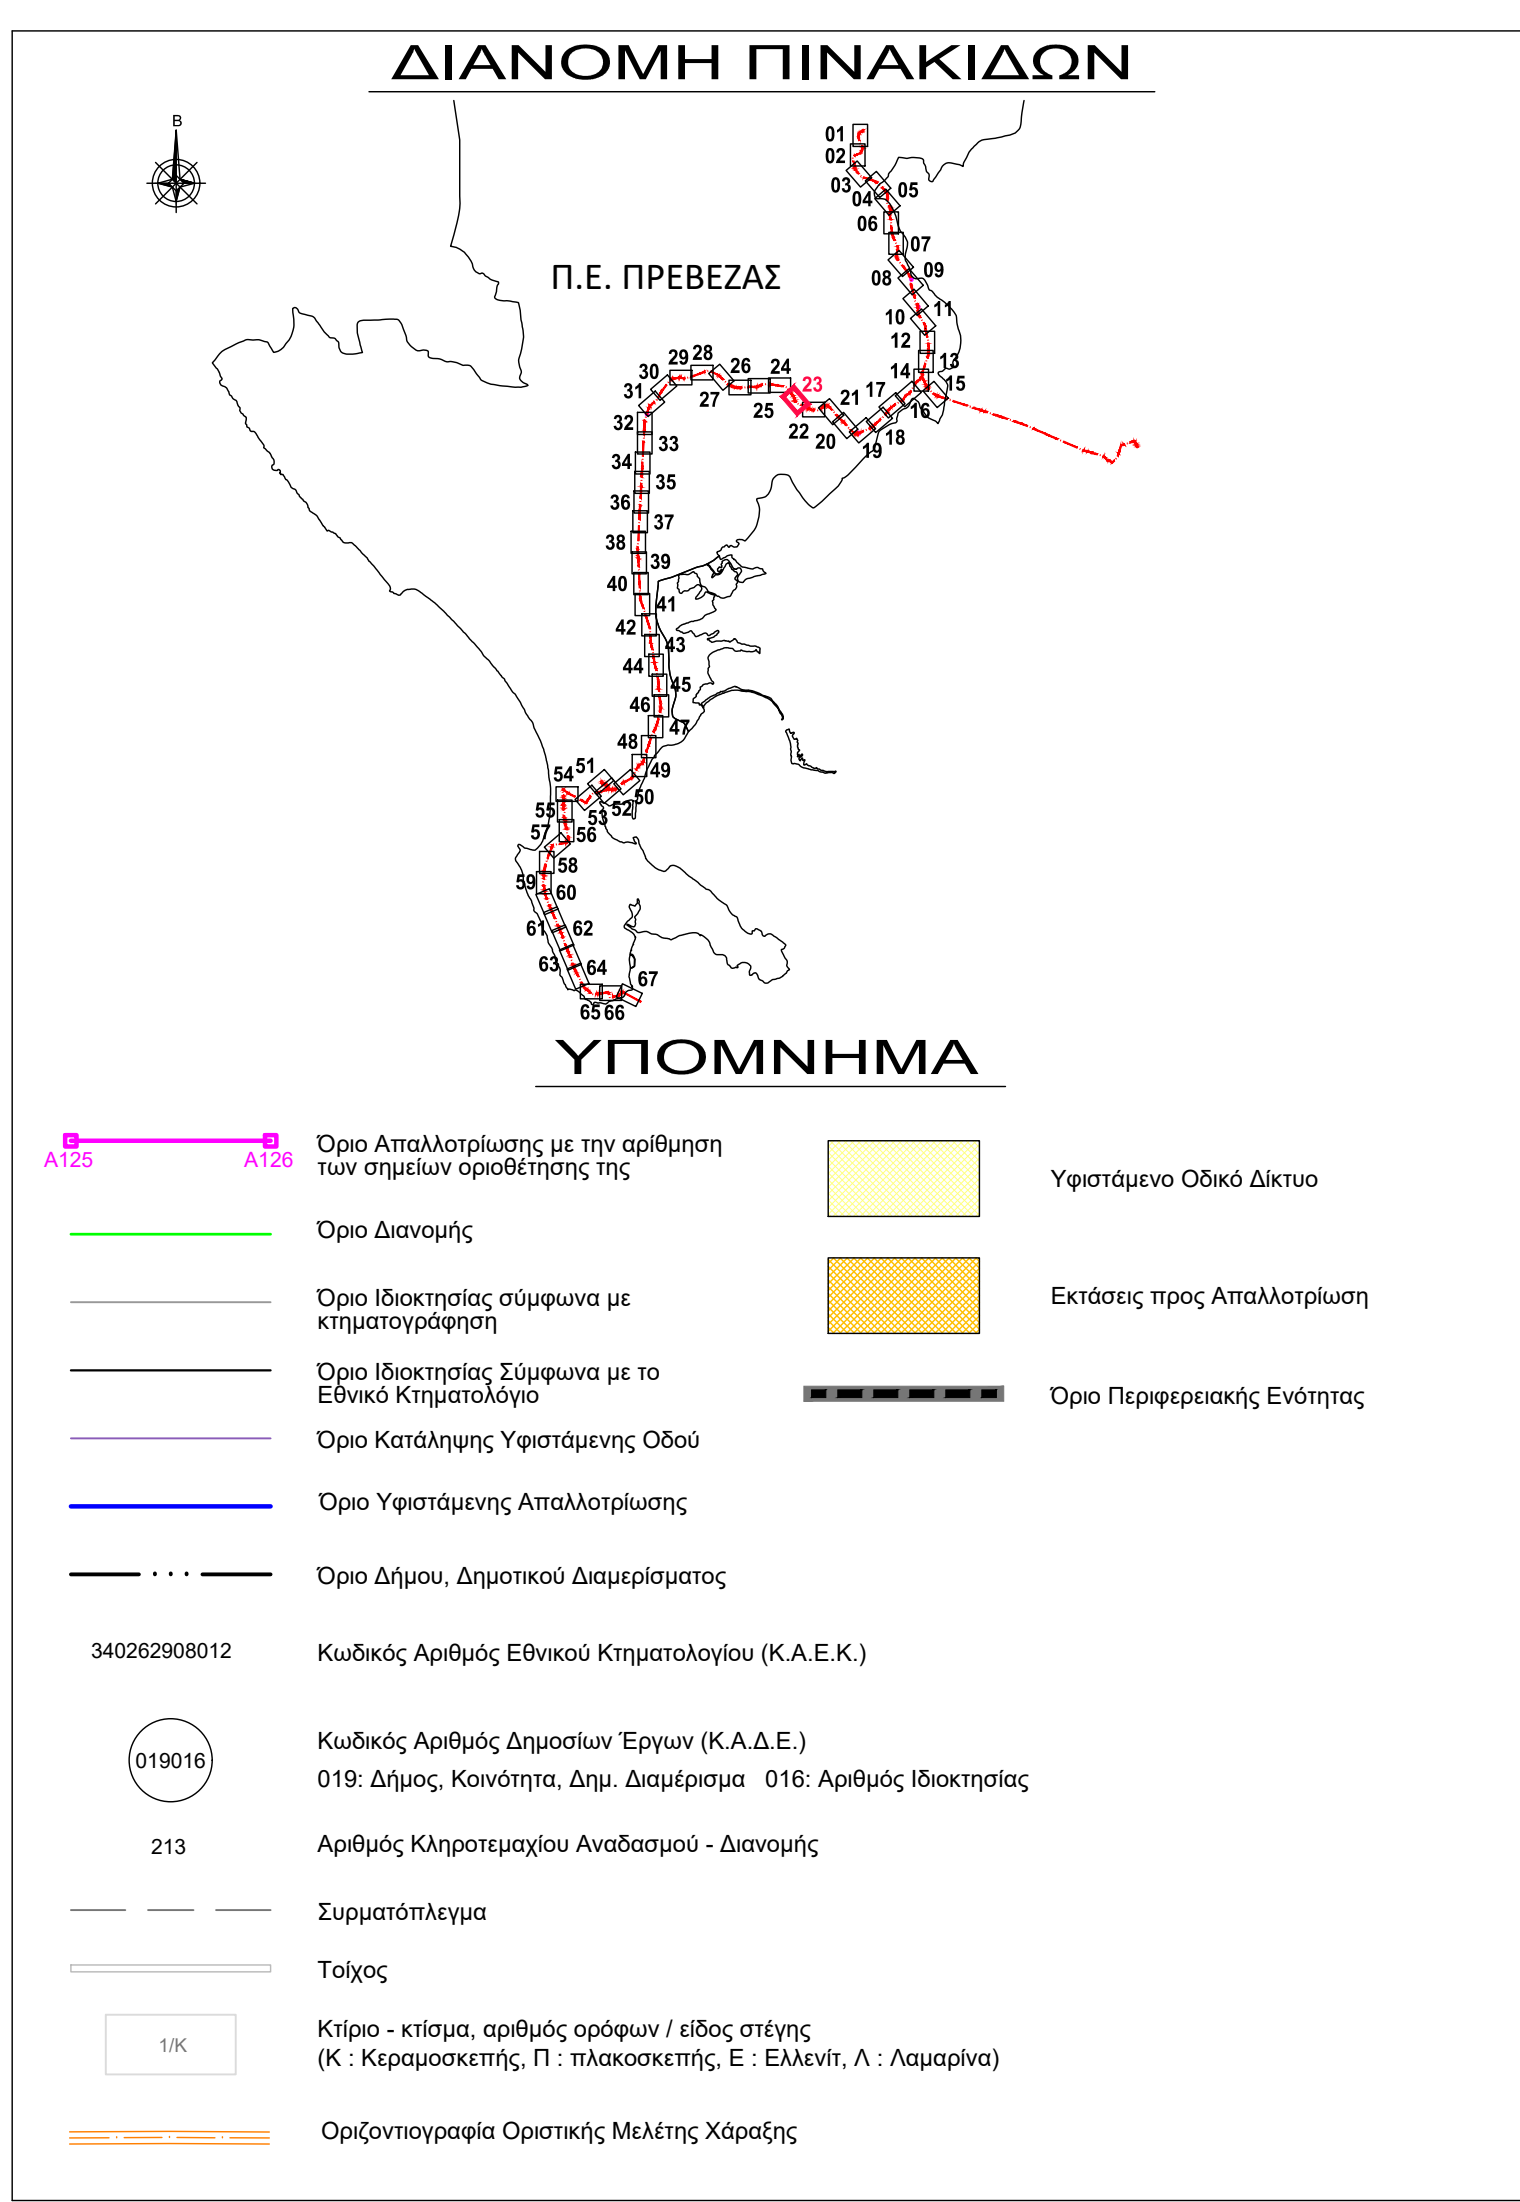 ΔΙΑΝΟΜΗ ΠΙΝΑΚΙΔΩΝ
Β
Π.Ε. ΠΡΕΒΕΖΑΣ
01
02
03
04
05
06
07
08
09
10
11
12
13
14
15
16
17
18
19
20
21
22
23
24
25
26
27
28
29
30
31
32
33
34
35
36
37
38
39
40
41
42
43
44
45
46
47
48
49
50
51
52
53
54
55
56
57
58
59
60
61
62
63
64
65
66
67
ΥΠΟΜΝΗΜΑ
A125 A126
Όριο Απαλλοτρίωσης με την αρίθμηση
των σημείων οριοθέτησης της
Όριο Διανομής
Όριο Ιδιοκτησίας σύμφωνα με
κτηματογράφηση
Όριο Ιδιοκτησίας Σύμφωνα με το
Εθνικό Κτηματολόγιο
Όριο Κατάληψης Υφιστάμενης Οδού
Όριο Υφιστάμενης Απαλλοτρίωσης
Όριο Δήμου, Δημοτικού Διαμερίσματος
340262908012 Κωδικός Αριθμός Εθνικού Κτηματολογίου (Κ.Α.Ε.Κ.)
019016
Κωδικός Αριθμός Δημοσίων Έργων (Κ.Α.Δ.Ε.)
019: Δήμος, Κοινότητα, Δημ. Διαμέρισμα 016: Αριθμός Ιδιοκτησίας
213 Αριθμός Κληροτεμαχίου Αναδασμού - Διανομής
Συρματόπλεγμα
Τοίχος
1/Κ
Κτίριο - κτίσμα, αριθμός ορόφων / είδος στέγης
(Κ : Κεραμοσκεπής, Π : πλακοσκεπής, Ε : Ελλενίτ, Λ : Λαμαρίνα)
Οριζοντιογραφία Οριστικής Μελέτης Χάραξης
Υφιστάμενο Οδικό Δίκτυο
Εκτάσεις προς Απαλλοτρίωση
Όριο Περιφερειακής Ενότητας